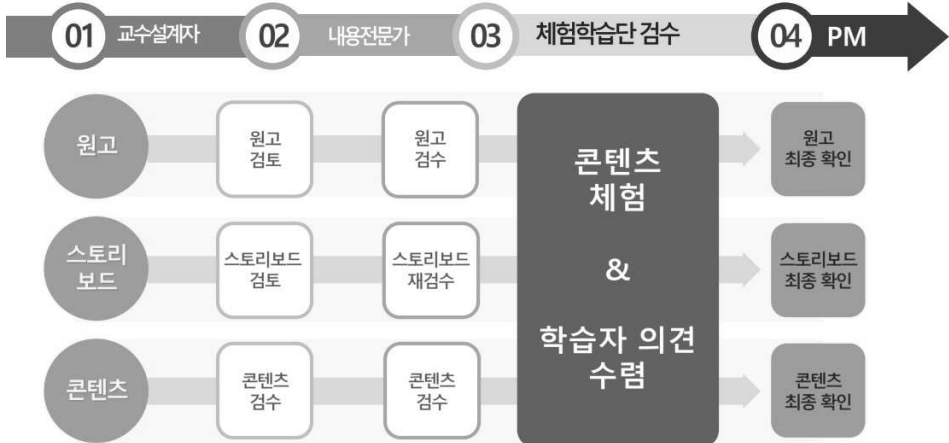 01 교수설계자 02 내용전문가 03 체험학습단 검수 04 PM
원고
원고
검토
원고
검수
콘텐츠
체험
&
학습자 의견
수렴
원고
최종 확인
스토리
보드
스토리보드
검토
스토리보드
재검수
스토리보드
최종 확인
콘텐츠
콘텐츠
검수
콘텐츠
검수
콘텐츠
최종 확인